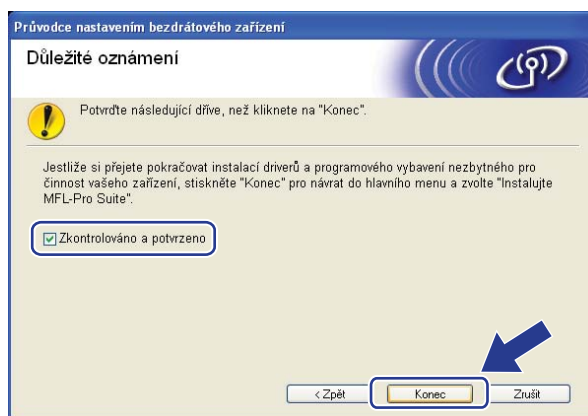 Průvodce nastavením bezdrátového zařízení
Důležité oznámení
Potvrďte následující dříve, než kliknete na "Konec".
Jestliže si přejete pokračovat instalací driverů a programového vybavení nezbytného pro
činnost vašeho zařízení, stiskněte "Konec" pro návrat do hlavního menu a zvolte "Instalujte
MFL-Pro Suite".
Zkontrolováno a potvrzeno
< Zpět
Konec
Zrušit